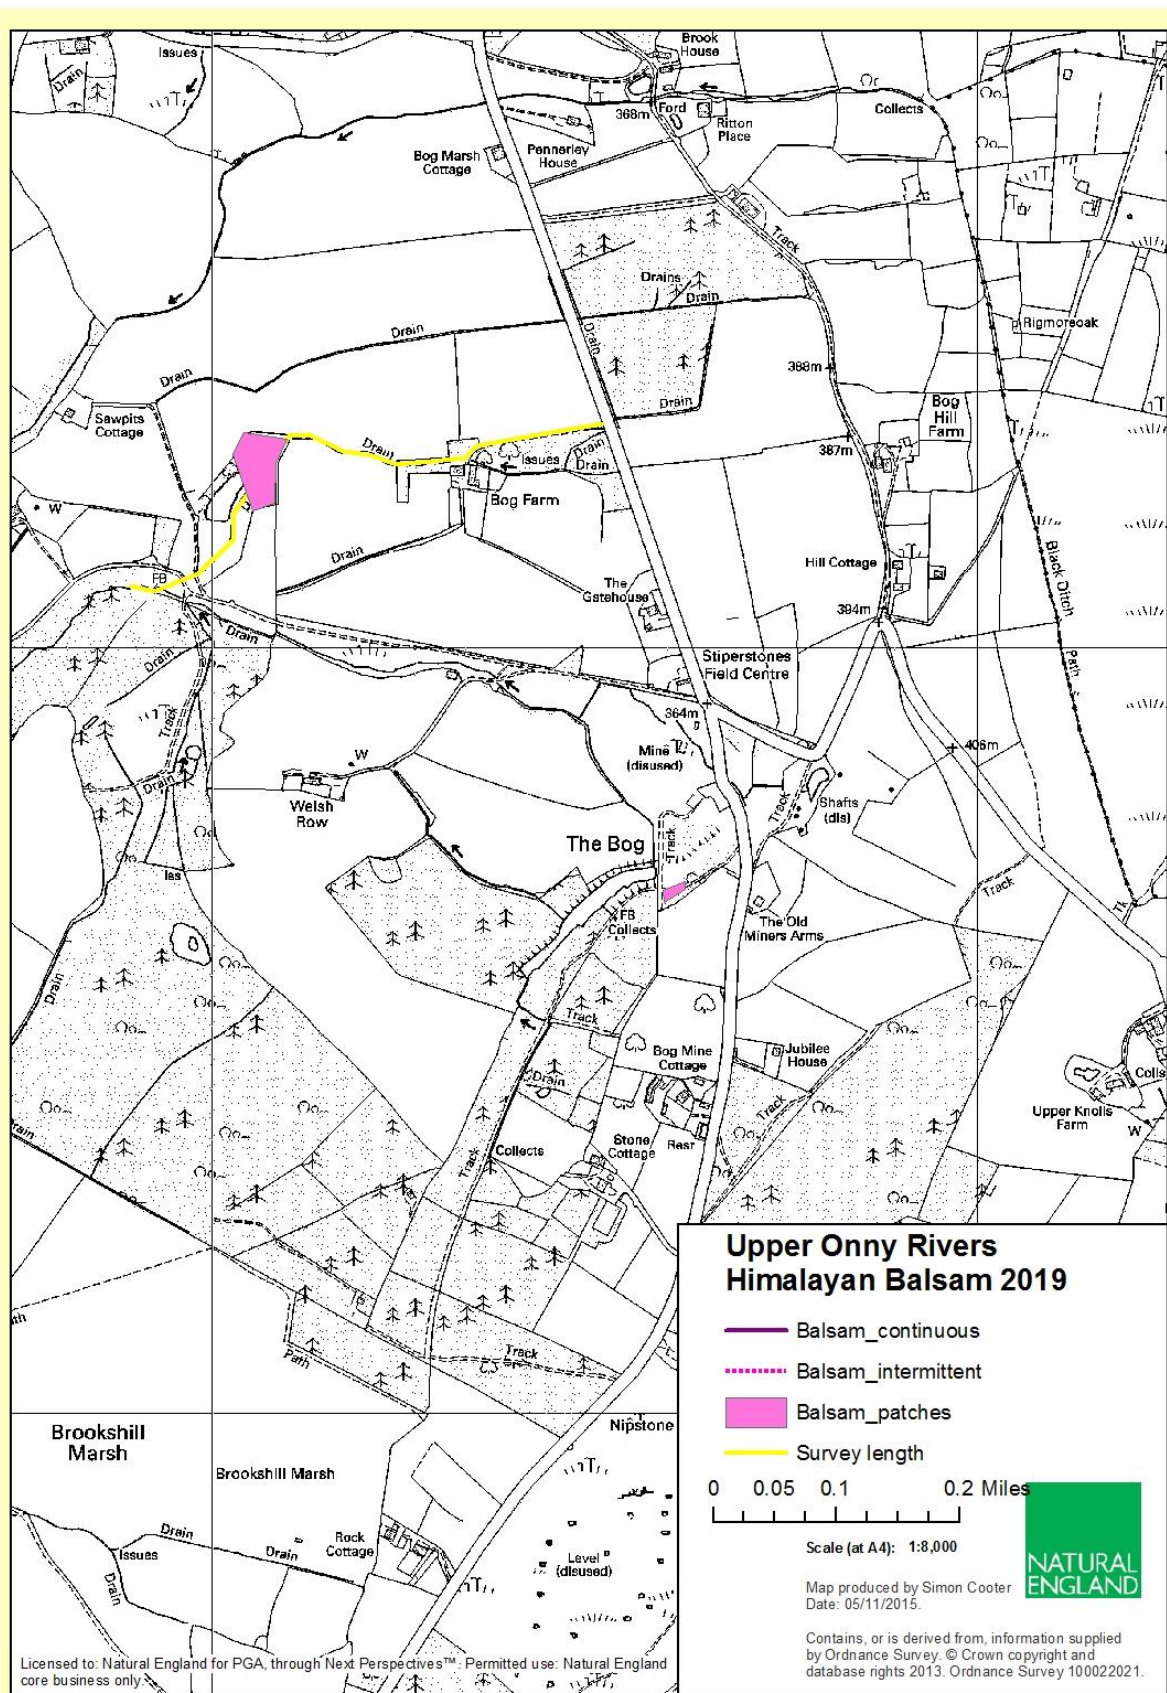 Issues
Drain
Brook
House
Ford
368m
Ritton
Place
Collects
Pennerley
House
Bog Marsh
Cottage
Track
Drains
Drain
Drain
Drain
Drain
Drain
Rigmoreoak
388m
Sawpits
Cottage
Bog
Hill
Farm
387m
Drain
Issues
Drain
Drain
Bog Farm
W
Drain
FB
Hill Cottage
Black Ditch
The
Gatehouse
394m
Drain
Drain
Path
Stiperstones
Field Centre
364m
Track
406m
Mine
(disused)
W
Drain
Welsh
Row
Track
Shafts
(dis)
The Bog
Track
Iss
Track
FB
Collects
The Old
Miners Arms
Tk
Drain
Track
Bog Mine
Cottage
Jubilee
House
Drain
Colls
Track
Upper Knolls
Farm
W
Drain
Stone
Cottage
Resr
Collects
Track
Upper Onny Rivers
Himalayan Balsam 2019
Balsam_continuous
Balsam_intermittent
Balsam_patches
Survey length
0 0.05 0.1 0.2 Miles
Scale (at A4): 1:8,000
NATURAL
ENGLAND
Map produced by Simon Cooter
Date: 05/11/2015.
Contains, or is derived from, information supplied
by Ordnance Survey. © Crown copyright and
database rights 2013. Ordnance Survey 100022021.
Path
Track
Nipstone
Brookshill
Marsh
Brookshill Marsh
Drain
Issues
Drain
Drain
Rock
Cottage
Level
(disused)
Licensed to: Natural England for PGA, through Next Perspectives™. Permitted use: Natural England
core business only.